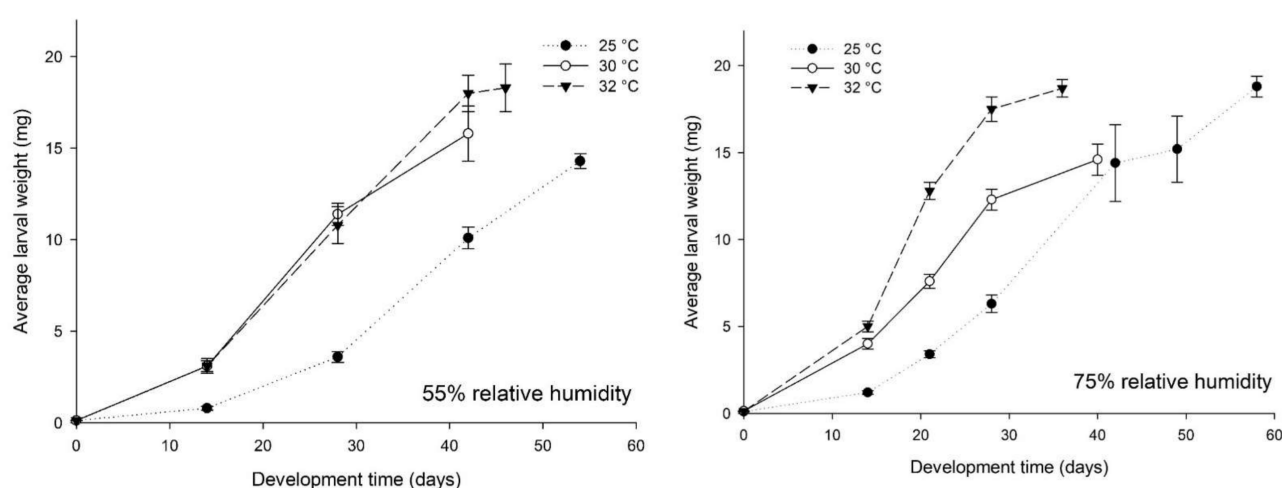 20
15
10
5
0
Average larval weight (mg)
25 °C
30 °C
32 °C
55% relative humidity
0 10 20 30 40 50 60
Development time (days)
20
15
10
5
0
Average larval weight (mg)
25 °C
30 °C
32 °C
75% relative humidity
0 10 20 30 40 50 60
Development time (days)